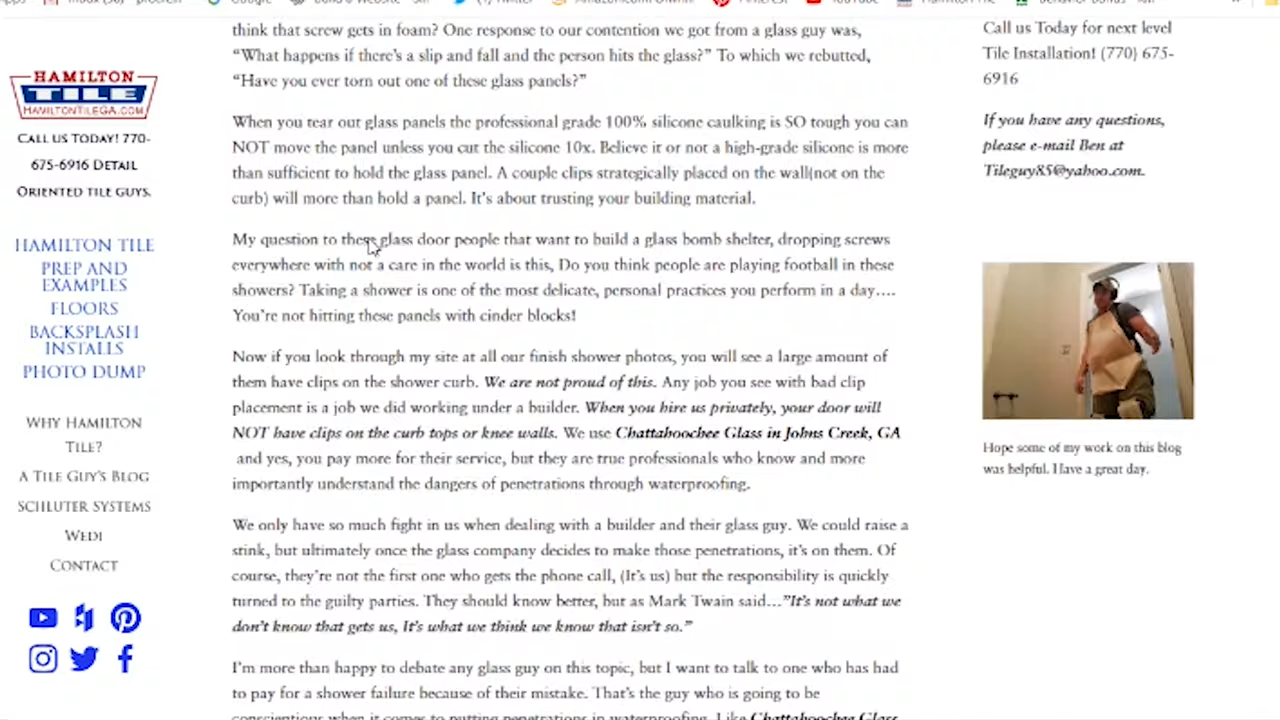 think that screw gets in foam? One response to our contention we got from a glass guy was,
“What happens if there’s a slip and fall and the person hits the glass?” To which we rebutted,
“Have you ever torn out one of these glass panels?”
When you tear out glass panels the professional grade 100% silicone caulking is SO tough you can
NOT move the panel unless you cut the silicone 10x. Believe it or not a high-grade silicone is more
than sufficient to hold the glass panel. A couple clips strategically placed on the wall(not on the
curb) will more than hold a panel. It’s about trusting your building material.
My question to these glass door people that want to build a glass bomb shelter, dropping screws
everywhere with not a care in the world is this, Do you think people are playing football in these
showers? Taking a shower is one of the most delicate, personal practices you perform in a day….
You’re not hitting these panels with cinder blocks!
Now if you look through my site at all our finish shower photos, you will see a large amount of
them have clips on the shower curb. We are not proud of this. Any job you see with bad clip
placement is a job we did working under a builder. When you hire us privately, your door will
NOT have clips on the curb tops or knee walls. We use Chattahoochee Glass in Johns Creek, GA
and yes, you pay more for their service, but they are true professionals who know and more
importantly understand the dangers of penetrations through waterproofing.
We only have so much fight in us when dealing with a builder and their glass guy. We could raise a
stink, but ultimately once the glass company decides to make those penetrations, it’s on them. Of
course, they’re not the first one who gets the phone call, (It’s us) but the responsibility is quickly
turned to the guilty parties. They should know better, but as Mark Twain said…”It’s not what we
don’t know that gets us, It’s what we think we know that isn’t so.”
I’m more than happy to debate any glass guy on this topic, but I want to talk to one who has had
to pay for a shower failure because of their mistake. That’s the guy who is going to be
conscientious when it comes to putting penetrations in waterproofing. Like Chattahoochee Glass
HAMILTON
TILE
HAMILTONTILEGA.COM
Call us Today! 770-
675-6916 Detail
Oriented tile guys.
Hamilton Tile
Prep and
Examples
Floors
Backsplash
Installs
Photo Dump
Why Hamilton
Tile?
A Tile Guy’s Blog
Schluter Systems
Wedi
Contact
Call us Today for next level
Tile Installation! (770) 675-
6916
If you have any questions,
please e-mail Ben at
Tileguy85@yahoo.com.
Hope some of my work on this blog
was helpful. Have a great day.